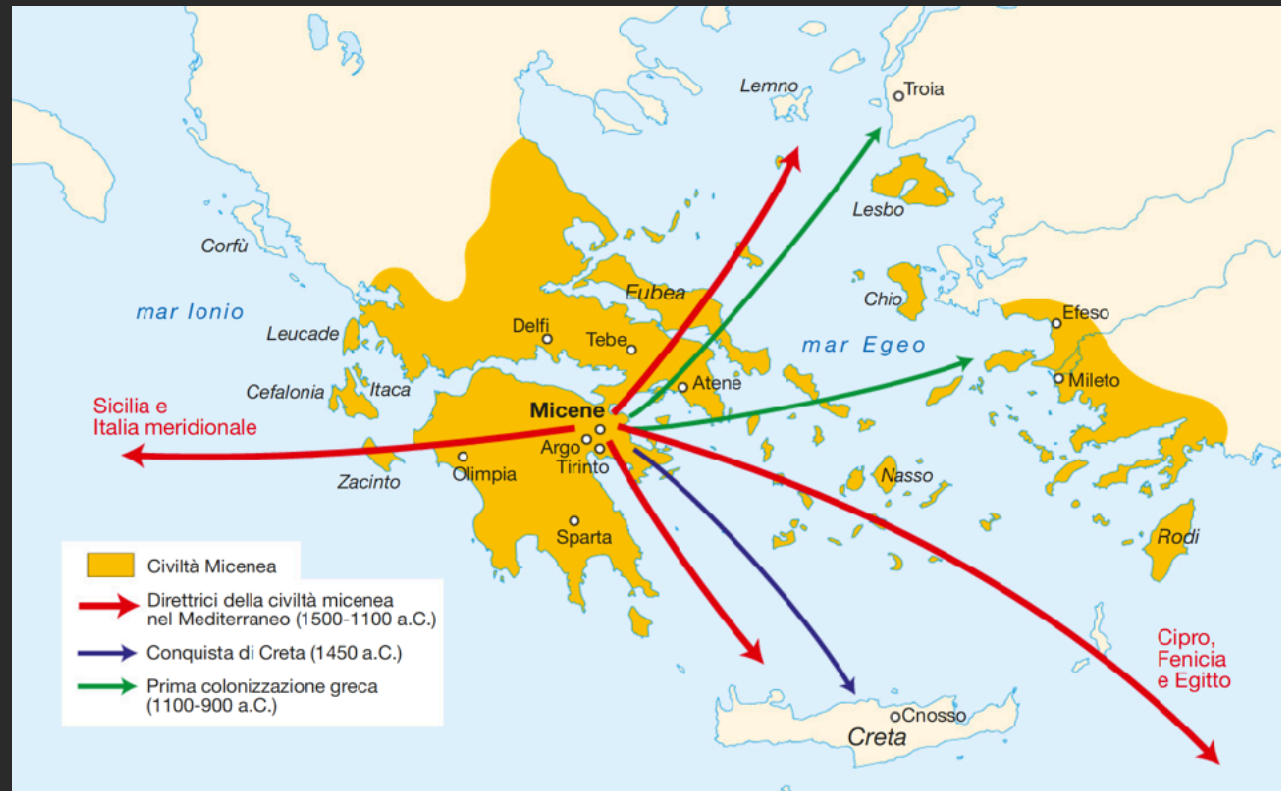 Lemno
Troia
Lesbo
Corfù
mar Ionio
Eubea
Chio
Efeso
Leucade
Delfi
Tebe
mar Egeo
Mileto
Cefalonia
Itaca
Atene
Sicilia e
Italia meridionale
Micene
Argo
Tirinto
Zacinto
Olimpia
Nasso
Sparta
Rodi
Civiltà Micenea
Direttrici della civiltà micenea
nel Mediterraneo (1500-1100 a.C.)
Conquista di Creta (1450 a.C.)
Prima colonizzazione greca
(1100-900 a.C.)
Cipro,
Fenicia
e Egitto
Cnosso
Creta